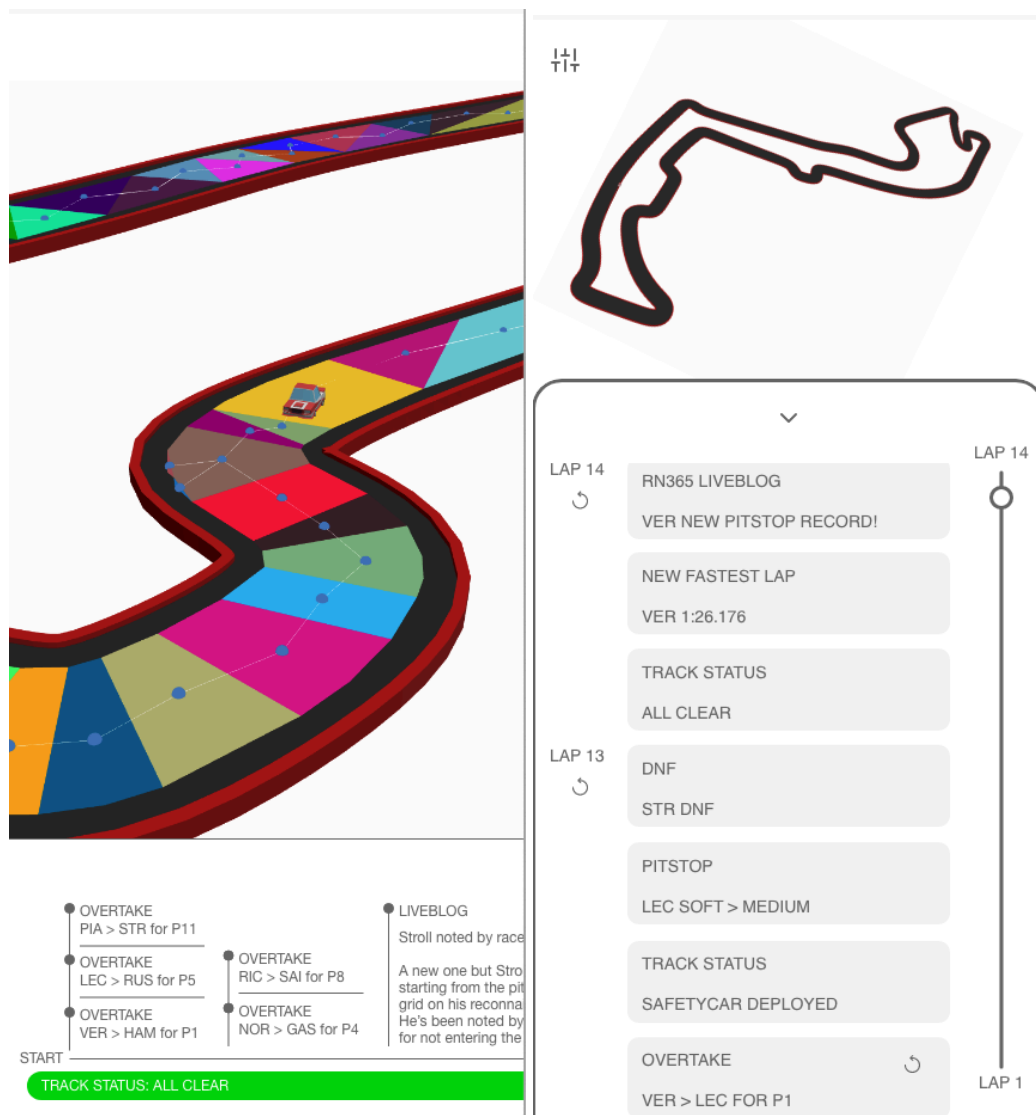 OVERTAKE
PIA > STR for P11
OVERTAKE
LEC > RUS for P5
OVERTAKE
VER > HAM for P1
OVERTAKE
RIC > SAI for P8
OVERTAKE
NOR > GAS for P4
LIVEBLOG
Stroll noted by race
A new one but Stro
starting from the pit
grid on his reconna
He's been noted by
for not entering the
START
TRACK STATUS: ALL CLEAR
LAP 14
RN365 LIVEBLOG
VER NEW PITSTOP RECORD!
NEW FASTEST LAP
VER 1:26.176
TRACK STATUS
ALL CLEAR
LAP 13
DNF
STR DNF
PITSTOP
LEC SOFT > MEDIUM
TRACK STATUS
SAFETYCAR DEPLOYED
OVERTAKE
VER > LEC FOR P1
LAP 14
LAP 1